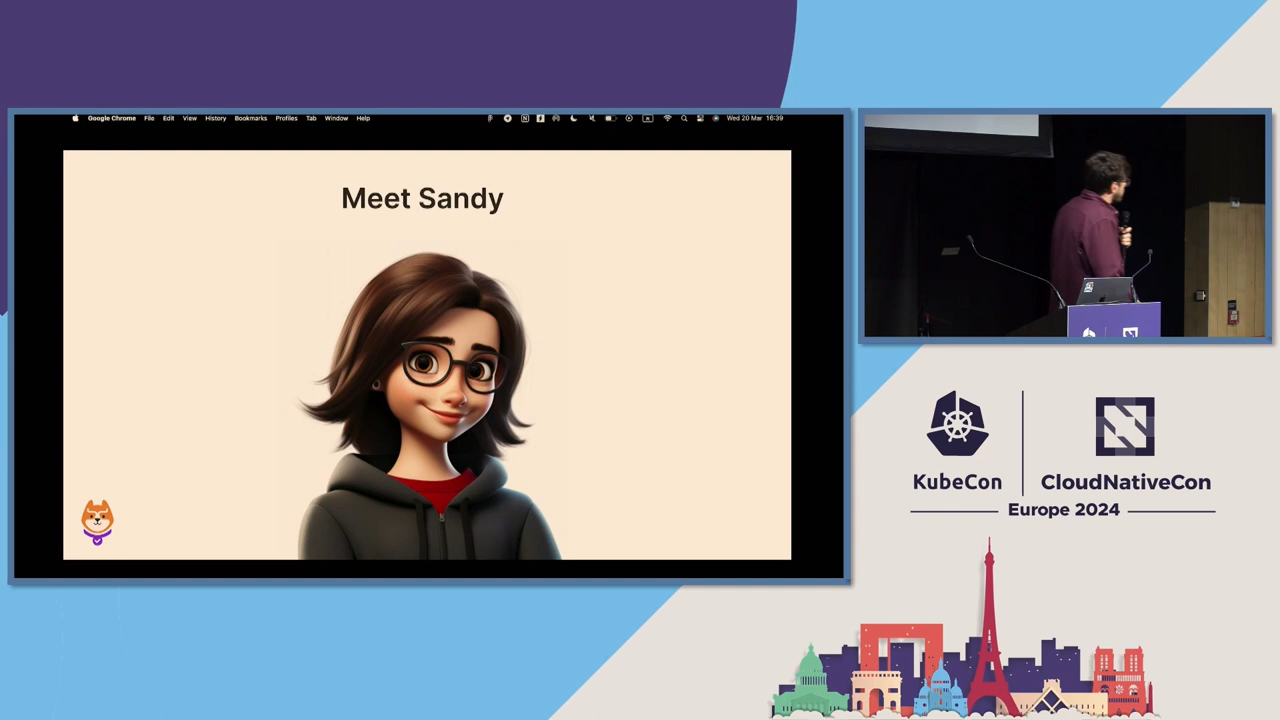 Google Chrome File Edit View History Bookmarks Profiles Tab Window Help Wed 20 Mar 16:39
Meet Sandy
KubeCon
CloudNativeCon
Europe 2024